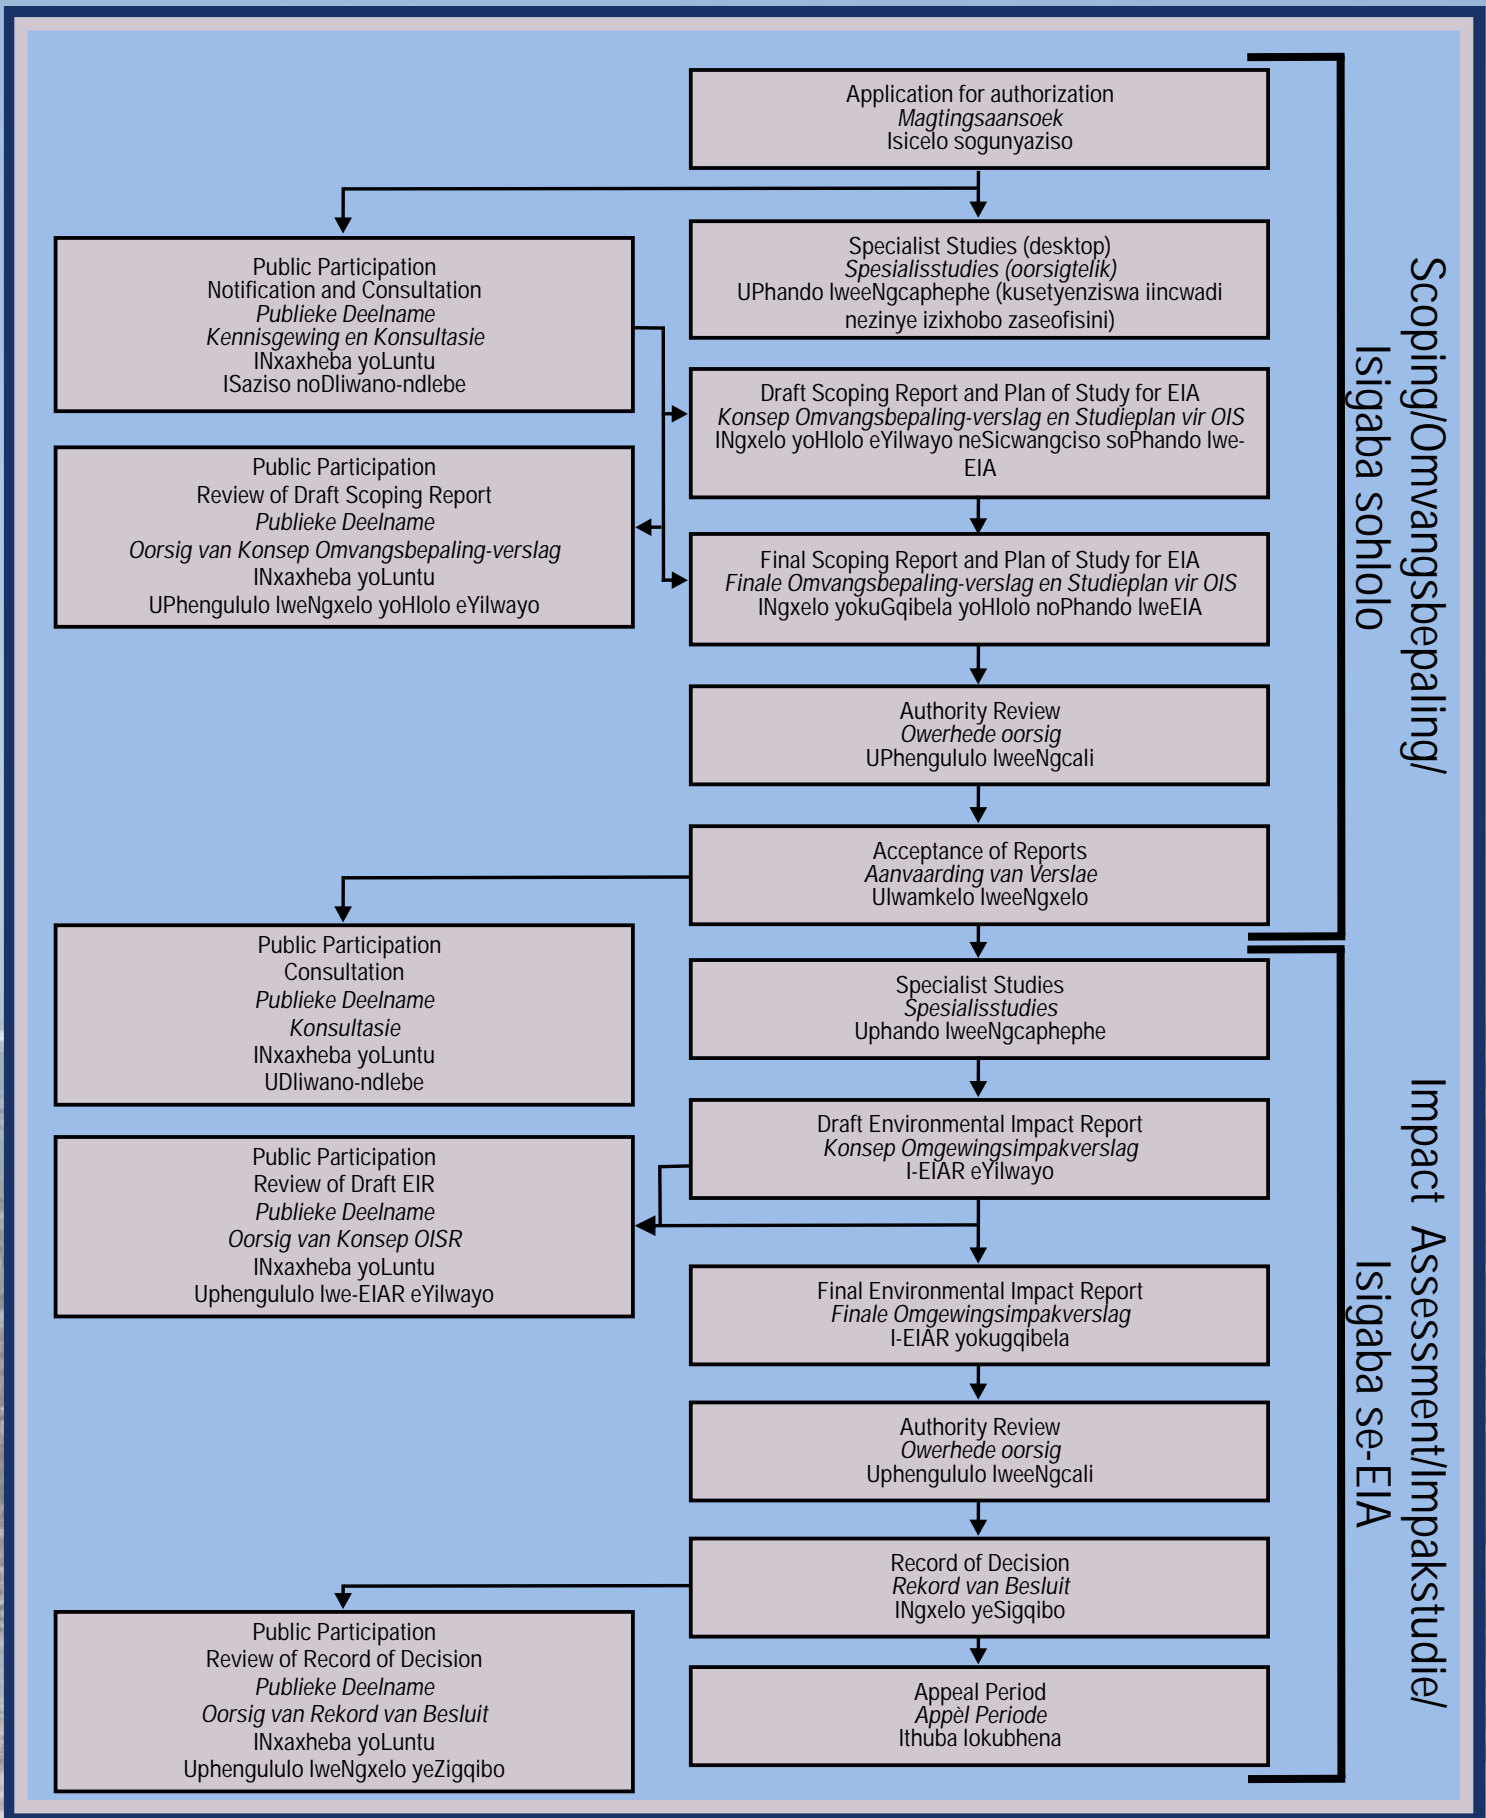 Application for authorization
Magtingsaansoek
Isicelo sogunyaziso
Public Participation
Notification and Consultation
Publieke Deelname
Kennisgewing en Konsultasie
INxaxheba yoLuntu
ISaziso noDliwano-ndlebe
Specialist Studies (desktop)
Spesialisstudies (oorsigtelik)
UPhando lweeNgcaphephe (kusetyenziswa iincwadi
nezinye izixhobo zaseofisini)
Draft Scoping Report and Plan of Study for EIA
Konsep Omvangsbepaling-verslag en Studieplan vir OIS
INgxelo yoHlolo eYilwayo neSicwangciso soPhando lwe-
EIA
Public Participation
Review of Draft Scoping Report
Publieke Deelname
Oorsig van Konsep Omvangsbepaling-verslag
INxaxheba yoLuntu
UPhengululo lweNgxelo yoHlolo eYilwayo
Final Scoping Report and Plan of Study for EIA
Finale Omvangsbepaling-verslag en Studieplan vir OIS
INgxelo yokuGqibela yoHlolo noPhando lweEIA
Authority Review
Owerhede oorsig
UPhengululo lweeNgcali
Acceptance of Reports
Aanvaarding van Verslae
Ulwamkelo lweeNgxelo
Scoping/Omvangsbepaling/
Isigaba sohlolo
Public Participation
Consultation
Publieke Deelname
Konsultasie
INxaxheba yoLuntu
UDliwano-ndlebe
Specialist Studies
Spesialisstudies
Uphando lweeNgcaphephe
Draft Environmental Impact Report
Konsep Omgewingsimpakverslag
I-EIAR eYilwayo
Public Participation
Review of Draft EIR
Publieke Deelname
Oorsig van Konsep OISR
INxaxheba yoLuntu
Uphengululo lwe-EIAR eYilwayo
Final Environmental Impact Report
Finale Omgewingsimpakverslag
I-EIAR yokugqibela
Authority Review
Owerhede oorsig
Uphengululo lweeNgcali
Record of Decision
Rekord van Besluit
INgxelo yeSigqibo
Public Participation
Review of Record of Decision
Publieke Deelname
Oorsig van Rekord van Besluit
INxaxheba yoLuntu
Uphengululo lweNgxelo yeZigqibo
Appeal Period
Appèl Periode
Ithuba lokubhena
Impact Assessment/Impakstudie/
Isigaba se-EIA